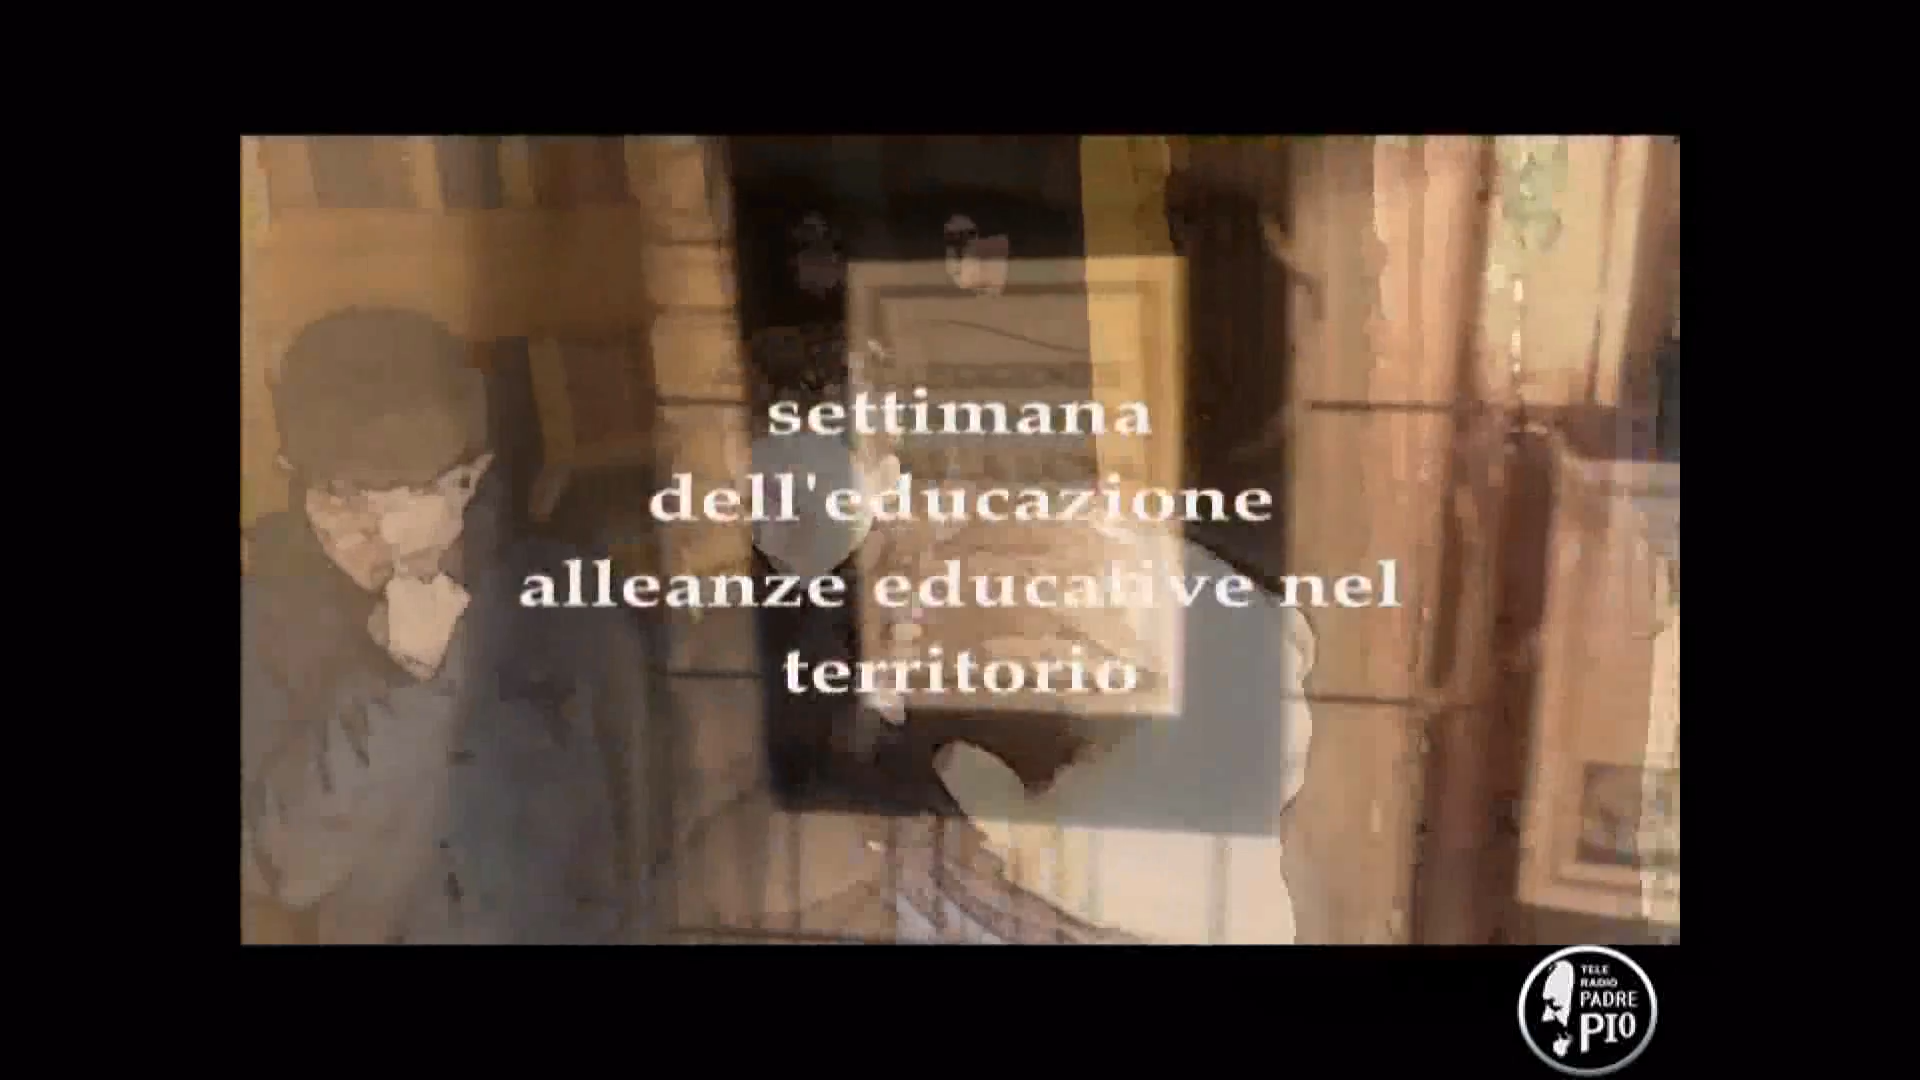 settimana
dell'educazione
alleanze educative nel
territorio
TELE
RADIO
PADRE
PIO